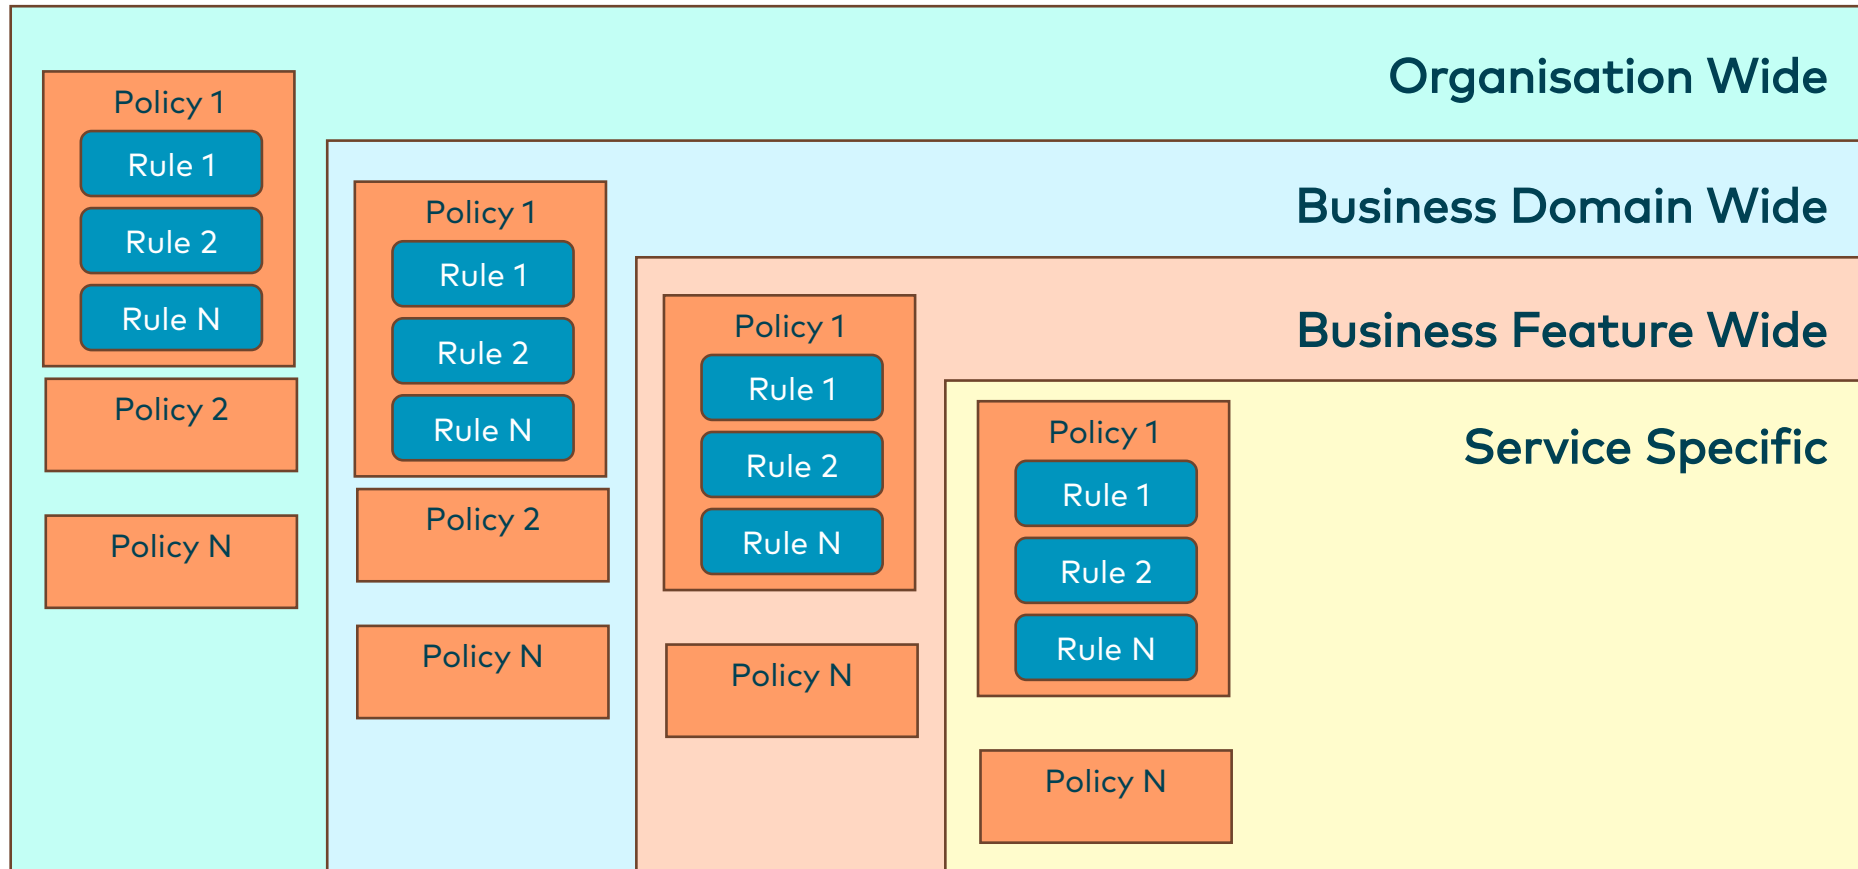 Organisation Wide
Policy 1
Rule 1
Rule 2
Rule N
Policy 2
Policy N
Business Domain Wide
Policy 1
Rule 1
Rule 2
Rule N
Policy 2
Policy N
Business Feature Wide
Policy 1
Rule 1
Rule 2
Rule N
Policy N
Service Specific
Policy 1
Rule 1
Rule 2
Rule N
Policy N